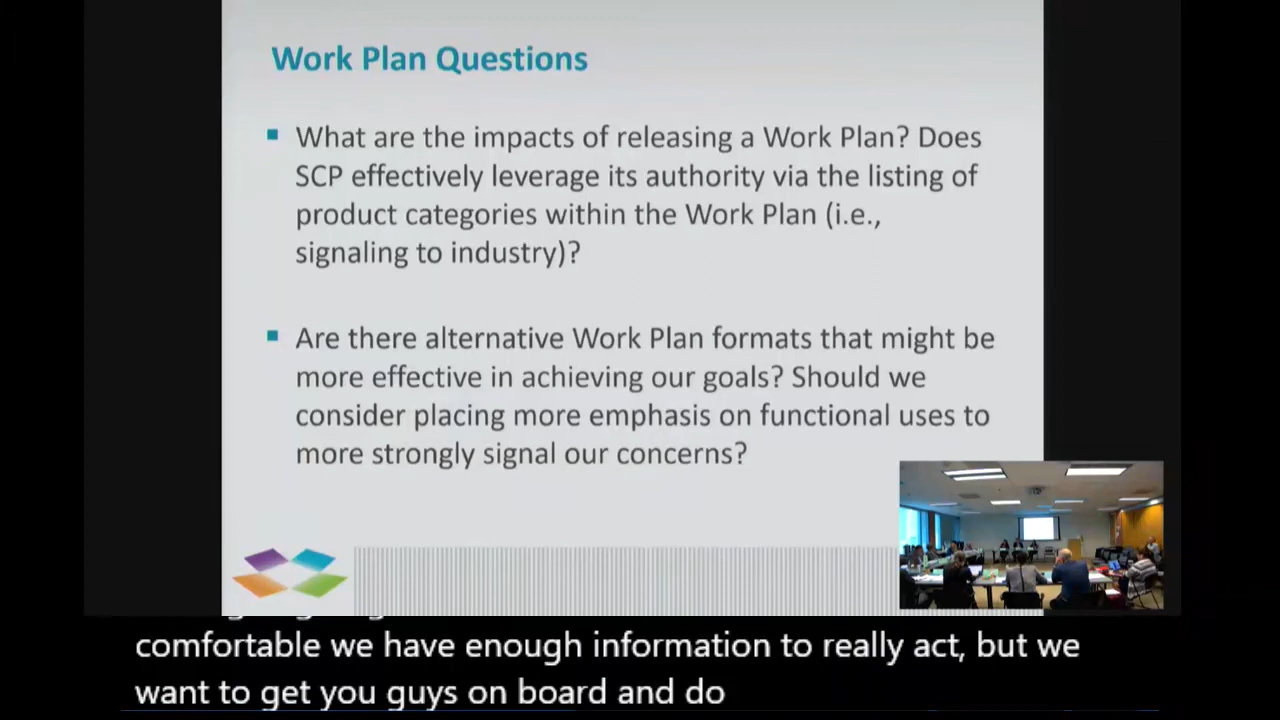 Work Plan Questions
What are the impacts of releasing a Work Plan? Does
SCP effectively leverage its authority via the listing of
product categories within the Work Plan (i.e.,
signaling to industry)?
Are there alternative Work Plan formats that might be
more effective in achieving our goals? Should we
consider placing more emphasis on functional uses to
more strongly signal our concerns?
comfortable we have enough information to really act, but we
want to get you guys on board and do